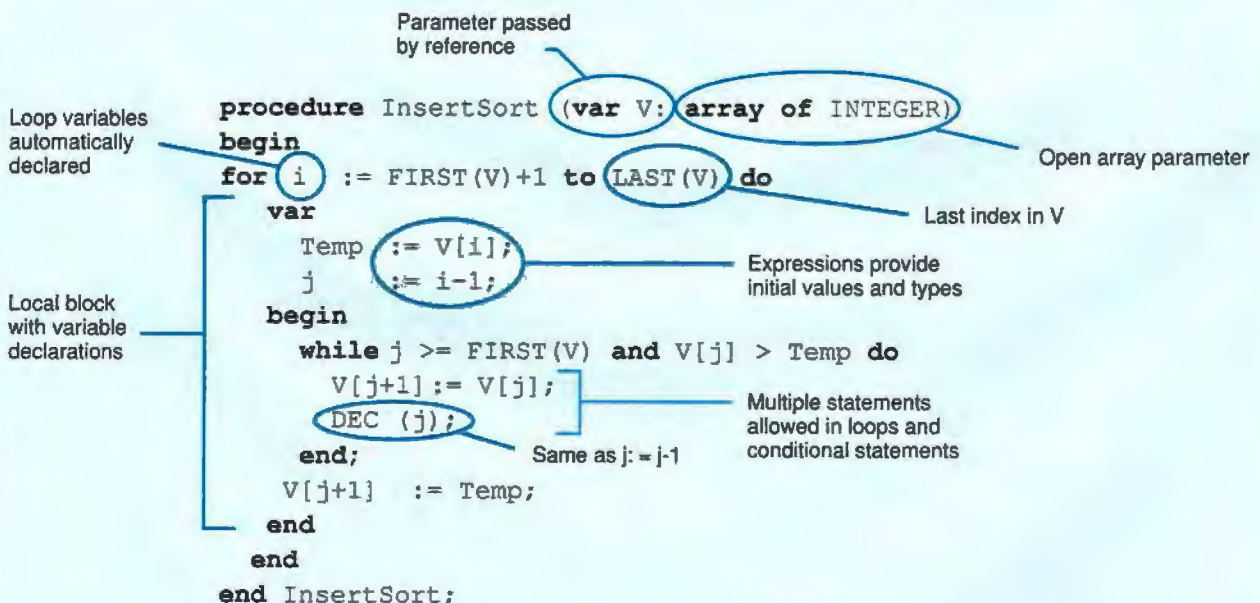 Parameter passed
by reference
procedure InsertSort (var V: array of INTEGER)
Loop variables
automatically
declared
begin
Open array parameter
for i := FIRST(V)+1 to LAST(V) do
Last index in V
var
Temp := V[i];
j := i-1;
Expressions provide
initial values and types
Local block
with variable
declarations
begin
while j >= FIRST(V) and V[j] > Temp do
V[j+1]:= V[j];
DEC (j);
Multiple statements
allowed in loops and
conditional statements
end;
Same as j: = j-1
V[j+1] := Temp;
end
end
end InsertSort;